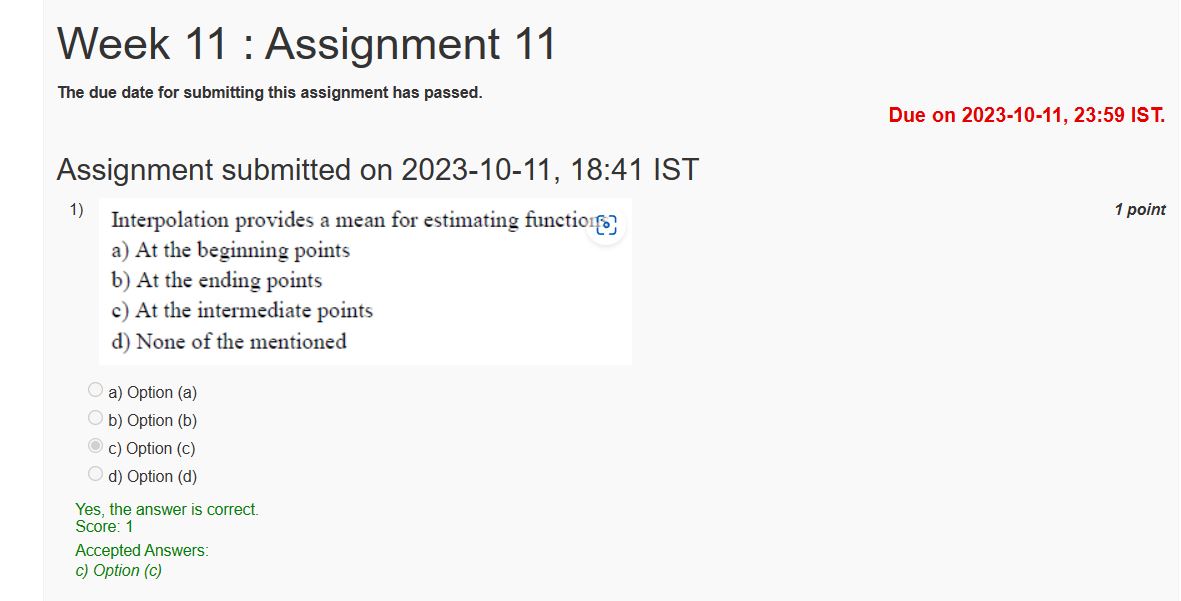 Week 11 : Assignment 11
The due date for submitting this assignment has passed.
Due on 2023-10-11, 23:59 IST.
Assignment submitted on 2023-10-11, 18:41 IST
1)
1 point
Interpolation provides a mean for estimating functions
a) At the beginning points
b) At the ending points
c) At the intermediate points
d) None of the mentioned
a) Option (a)
b) Option (b)
c) Option (c)
d) Option (d)
Yes, the answer is correct.
Score: 1
Accepted Answers:
c) Option (c)